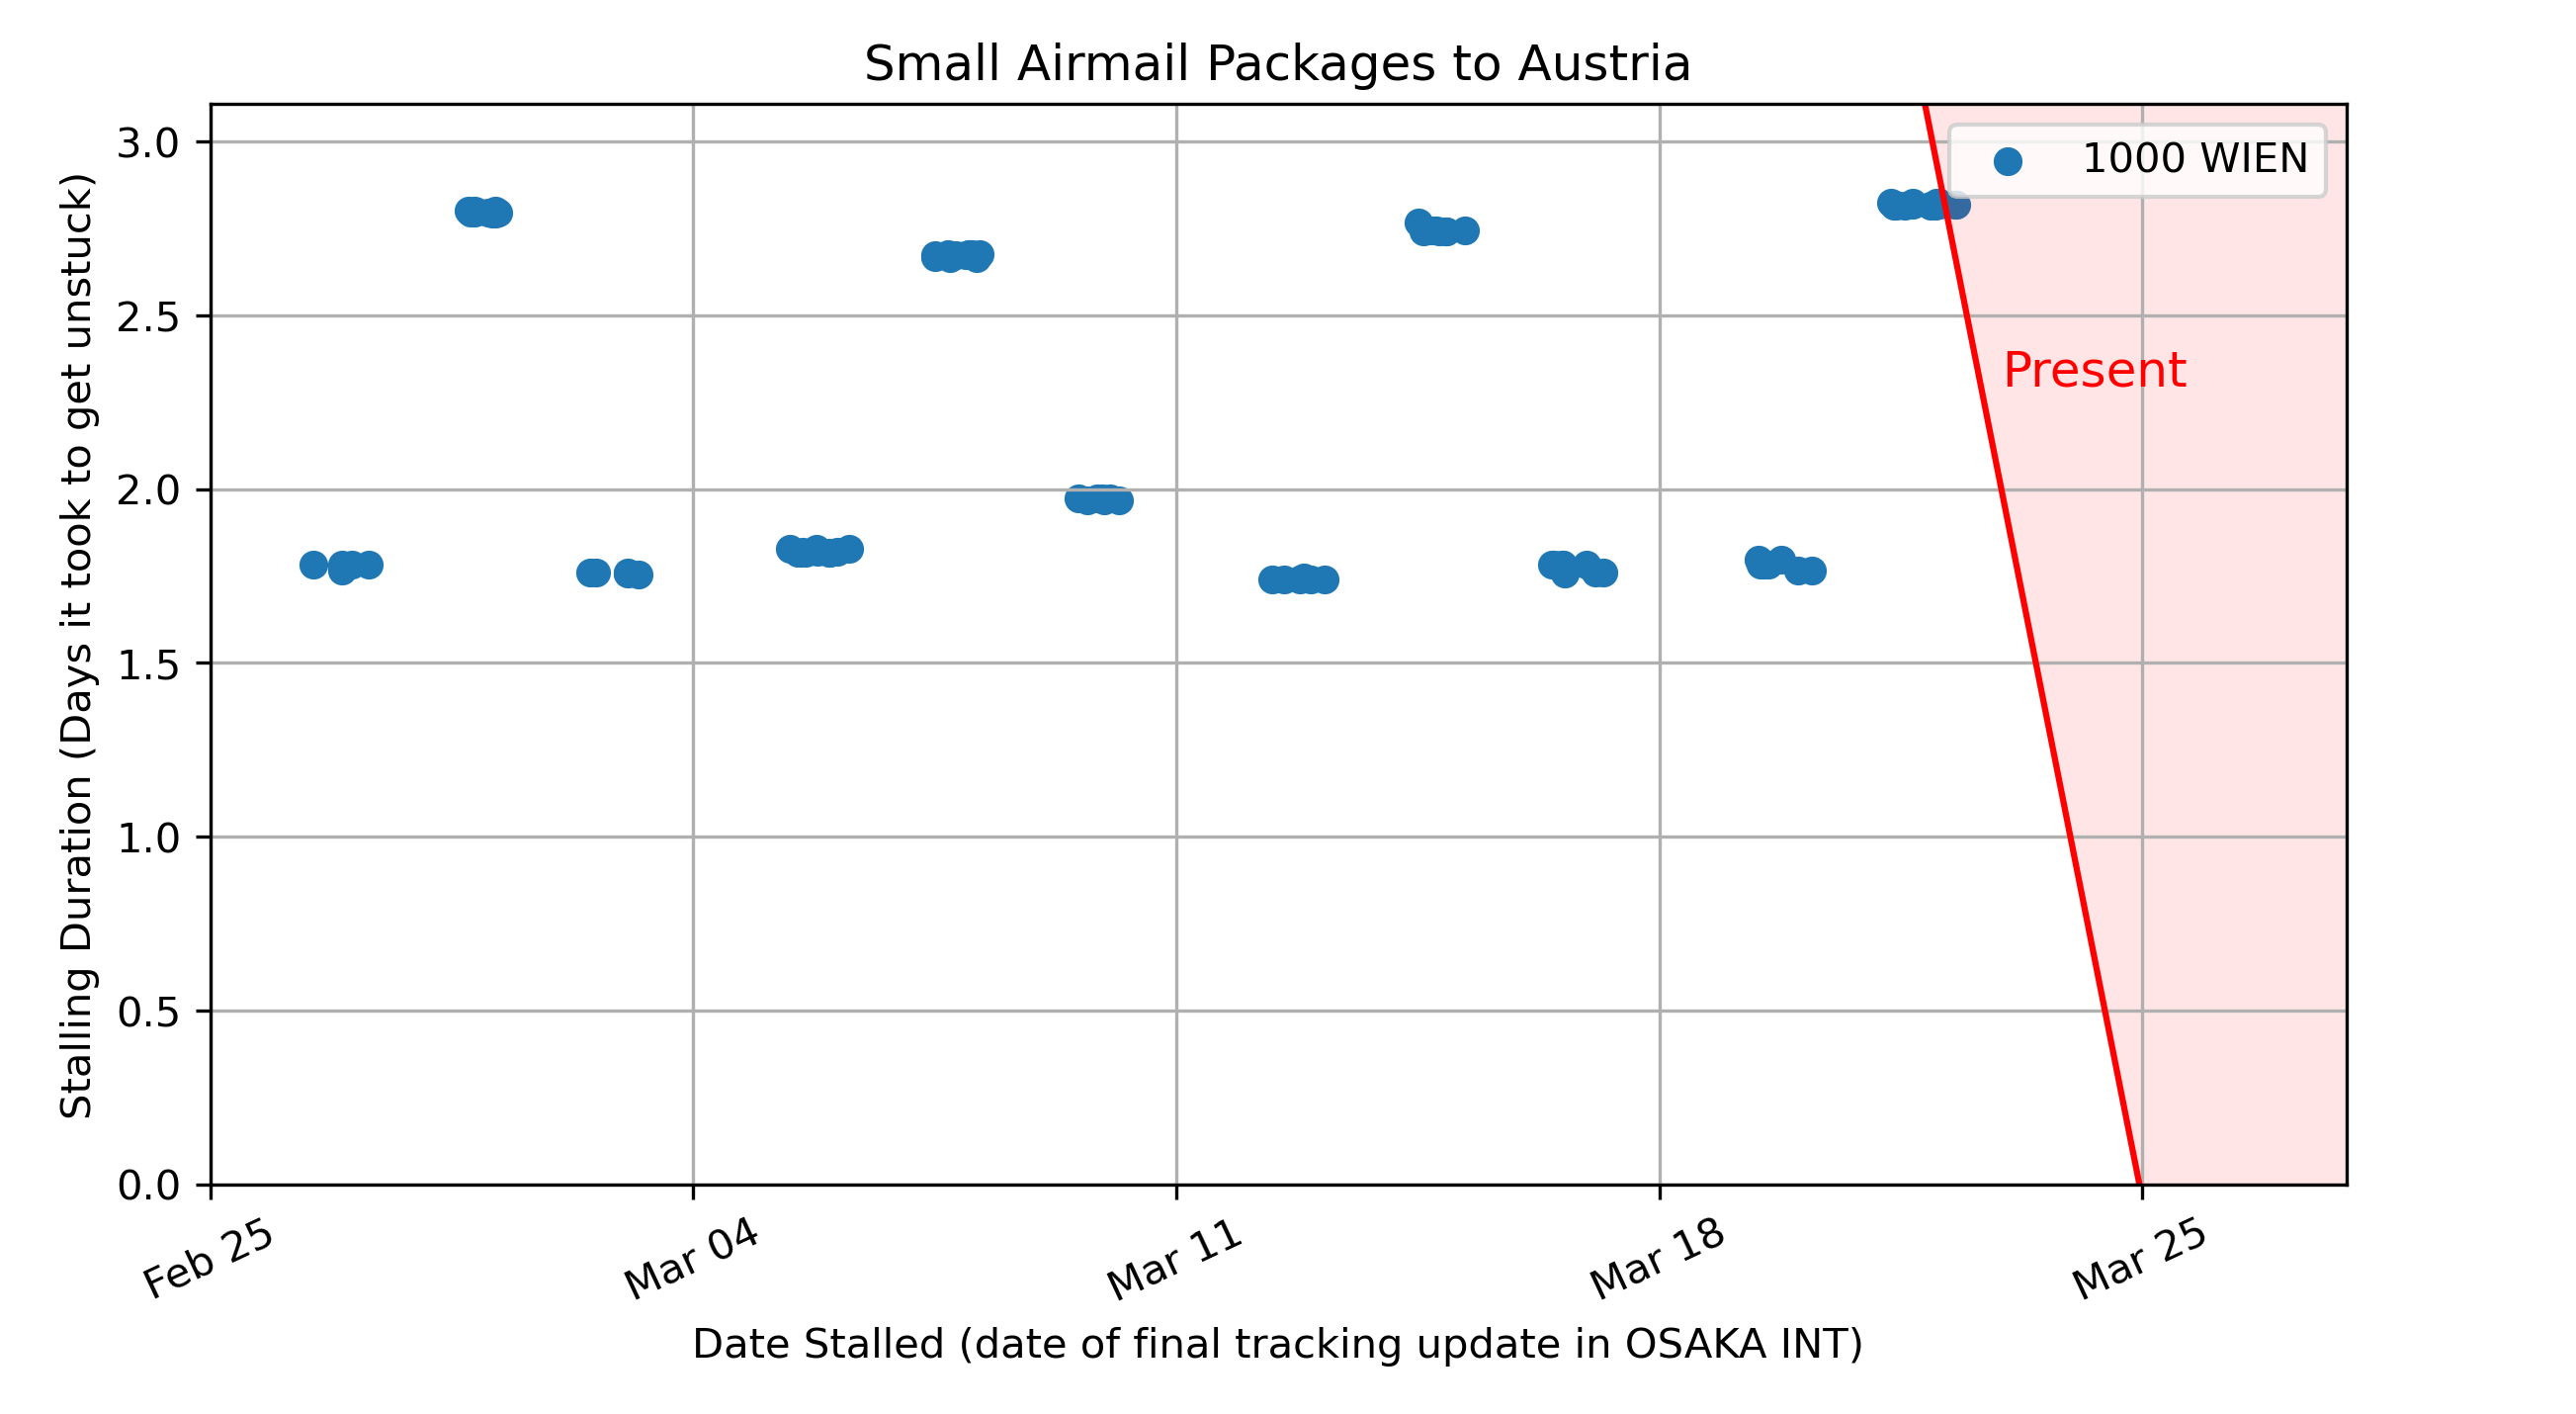 Small Airmail Packages to Austria
1000 WIEN
Present
Stalling Duration (Days it took to get unstuck)
3.0
2.5
2.0
1.5
1.0
0.5
0.0
Feb 25
Mar 04
Mar 11
Mar 18
Mar 25
Date Stalled (date of final tracking update in OSAKA INT)